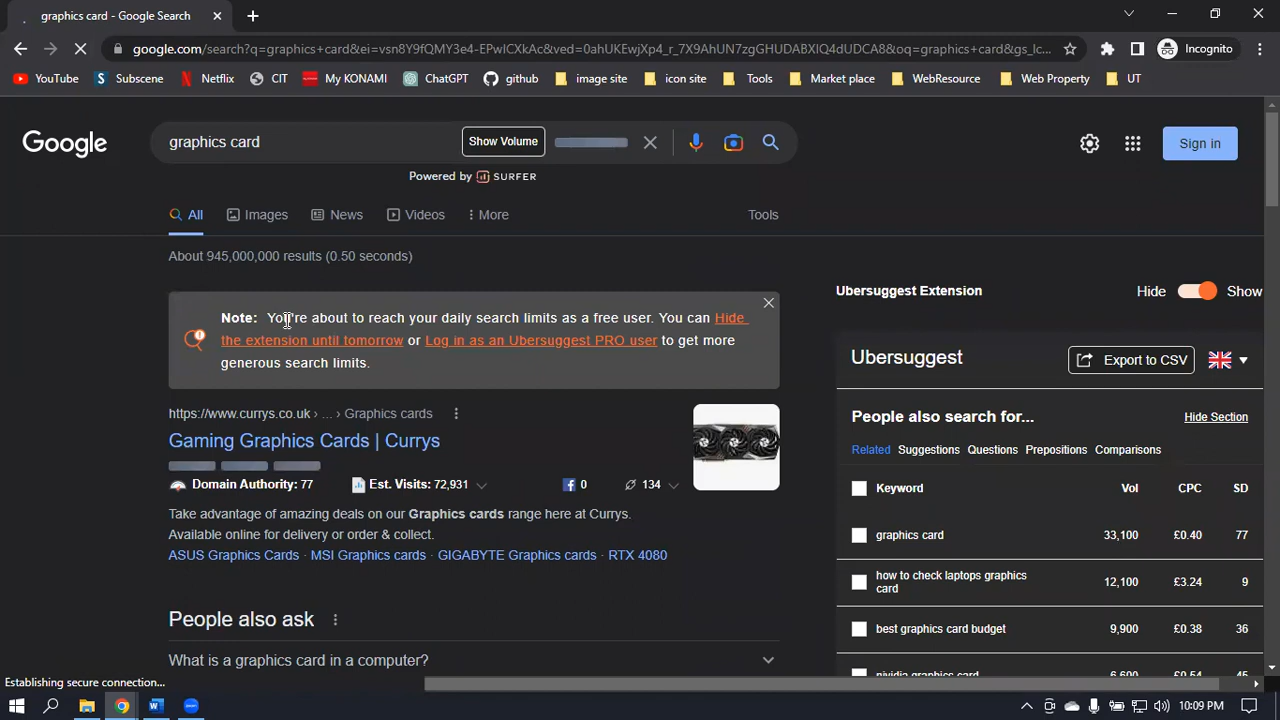 graphics card - Google Search
google.com/search?q=graphics+card&ei=vsn8Y9fQMY3e4-EPwICXkAc&ved=0ahUKEwjXp4_r_7X9AhUN7zgGHUDABXIQ4dUDCA8&oq=graphics+card&gs_lc...
Incognito
YouTube
Subscene
Netflix
CIT
My KONAMI
ChatGPT
github
image site
icon site
Tools
Market place
WebResource
Web Property
UT
Google
graphics card
Show Volume
Sign in
Powered by SURFER
All
Images
News
Videos
More
Tools
About 945,000,000 results (0.50 seconds)
Note: You're about to reach your daily search limits as a free user. You can Hide
the extension until tomorrow or Log in as an Ubersuggest PRO user to get more
generous search limits.
Ubersuggest Extension
Hide
Show
Ubersuggest
Export to CSV
https://www.currys.co.uk › ... › Graphics cards
Gaming Graphics Cards | Currys
Domain Authority: 77
Est. Visits: 72,931
0
134
Take advantage of amazing deals on our Graphics cards range here at Currys.
Available online for delivery or order & collect.
ASUS Graphics Cards · MSI Graphics cards · GIGABYTE Graphics cards · RTX 4080
People also ask
What is a graphics card in a computer?
People also search for...
Hide Section
Related
Suggestions
Questions
Prepositions
Comparisons
Keyword Vol CPC SD
graphics card 33,100 £0.40 77
how to check laptops graphics
card 12,100 £3.24 9
best graphics card budget 9,900 £0.38 36
nividia graphics card 6,600 £0.54 45
Establishing secure connection...
10:09 PM